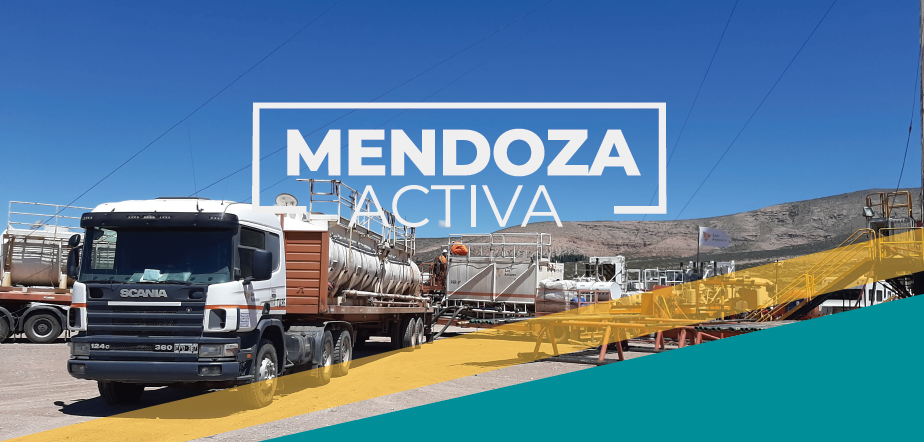 MENDOZA
ACTIVA
SCANIA
124C 360